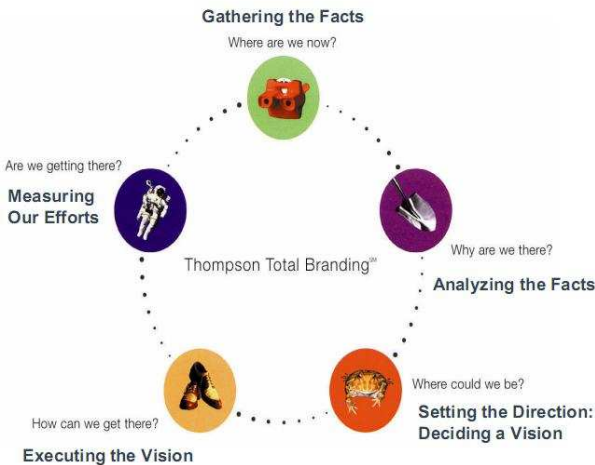 Gathering the Facts
Where are we now?
Are we getting there?
Measuring
Our Efforts
Why are we there?
Analyzing the Facts
Thompson Total Branding℠
Where could we be?
Setting the Direction:
Deciding a Vision
How can we get there?
Executing the Vision